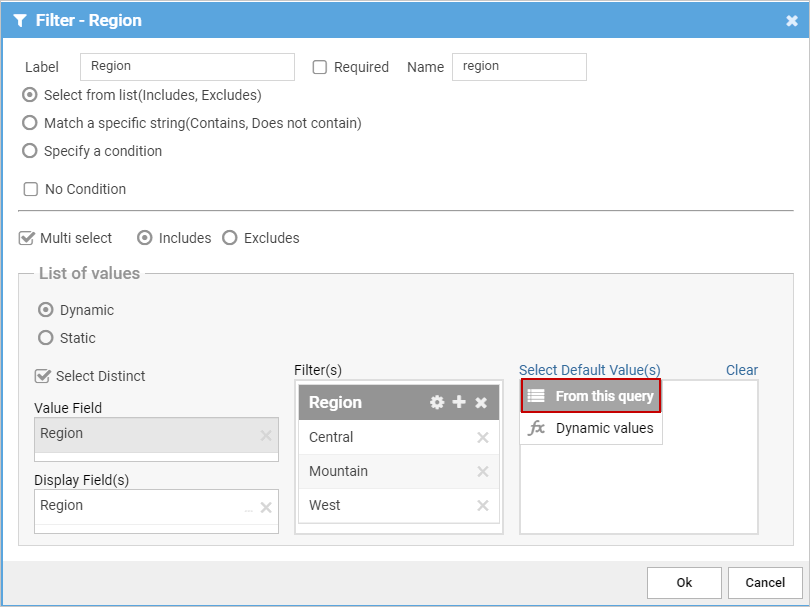 Filter - Region
Label Region Required Name region
Select from list(Includes, Excludes)
Match a specific string(Contains, Does not contain)
Specify a condition
No Condition
Multi select Includes Excludes
List of values
Dynamic
Static
Select Distinct
Value Field
Region
Display Field(s)
Region ...
Filter(s)
Region
Central
Mountain
West
Select Default Value(s) Clear
From this query
fx Dynamic values
Ok Cancel